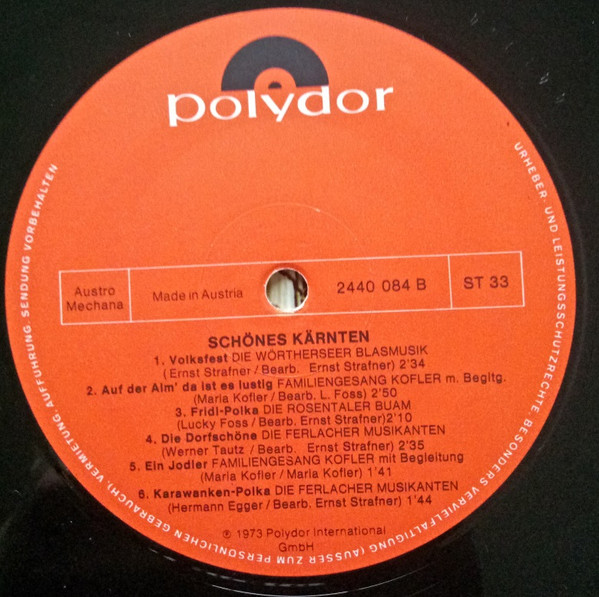 polydor
Austro
Mechana
Made in Austria
2440 084 B
ST 33
SCHÖNES KÄRNTEN
1. Volksfest DIE WÖRTHERSEER BLASMUSIK
(Ernst Strafner / Bearb. Ernst Strafner) 2'34
2. Auf der Alm' da ist es lustig FAMILIENGESANG KOFLER m. Begltg.
(Maria Kofler / Bearb. L. Foss) 2'50
3. Fridi-Polka DIE ROSENTALER BUAM
(Lucky Foss / Bearb. Ernst Strafner) 2'10
4. Die Dorfschöne DIE FERLACHER MUSIKANTEN
(Werner Tautz / Bearb. Ernst Strafner) 2'35
5. Ein Jodler FAMILIENGESANG KOFLER mit Begleitung
(Maria Kofler / Maria Kofler) 1'41
6. Karawanken-Polka DIE FERLACHER MUSIKANTEN
(Hermann Egger / Bearb. Ernst Strafner) 1'44
℗ 1973 Polydor International
GmbH
URHEBER- UND LEISTUNGSSCHUTZRECHTE, BESONDERS VERVIELFÄLTIGUNG (AUSSER ZUM PERSÖNLICHEN GEBRAUCH) VERMIETUNG AUFFÜHRUNG, SENDUNG VORBEHALTEN